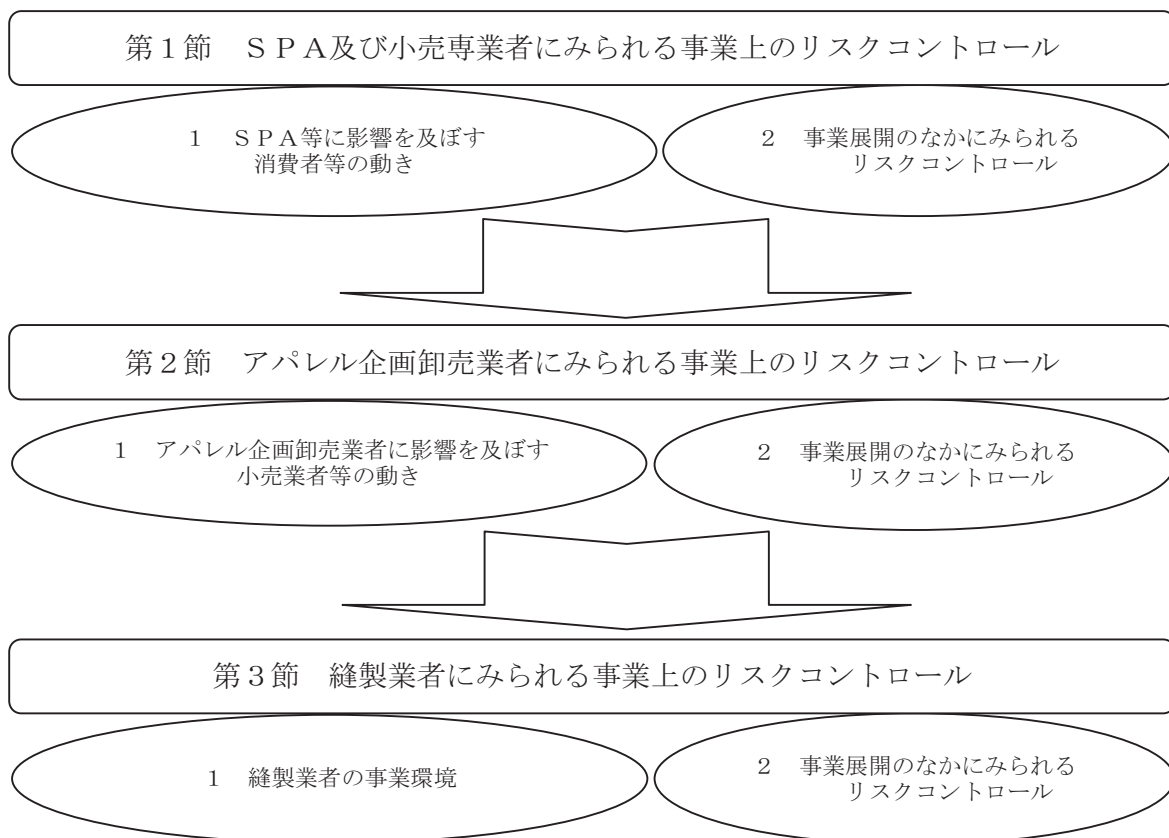 第１節　ＳＰＡ及び小売専業者にみられる事業上のリスクコントロール
１　ＳＰＡ等に影響を及ぼす
消費者等の動き
２　事業展開のなかにみられる
リスクコントロール
第２節　アパレル企画卸売業者にみられる事業上のリスクコントロール
１　アパレル企画卸売業者に影響を及ぼす
小売業者等の動き
２　事業展開のなかにみられる
リスクコントロール
第３節　縫製業者にみられる事業上のリスクコントロール
１　縫製業者の事業環境
２　事業展開のなかにみられる
リスクコントロール